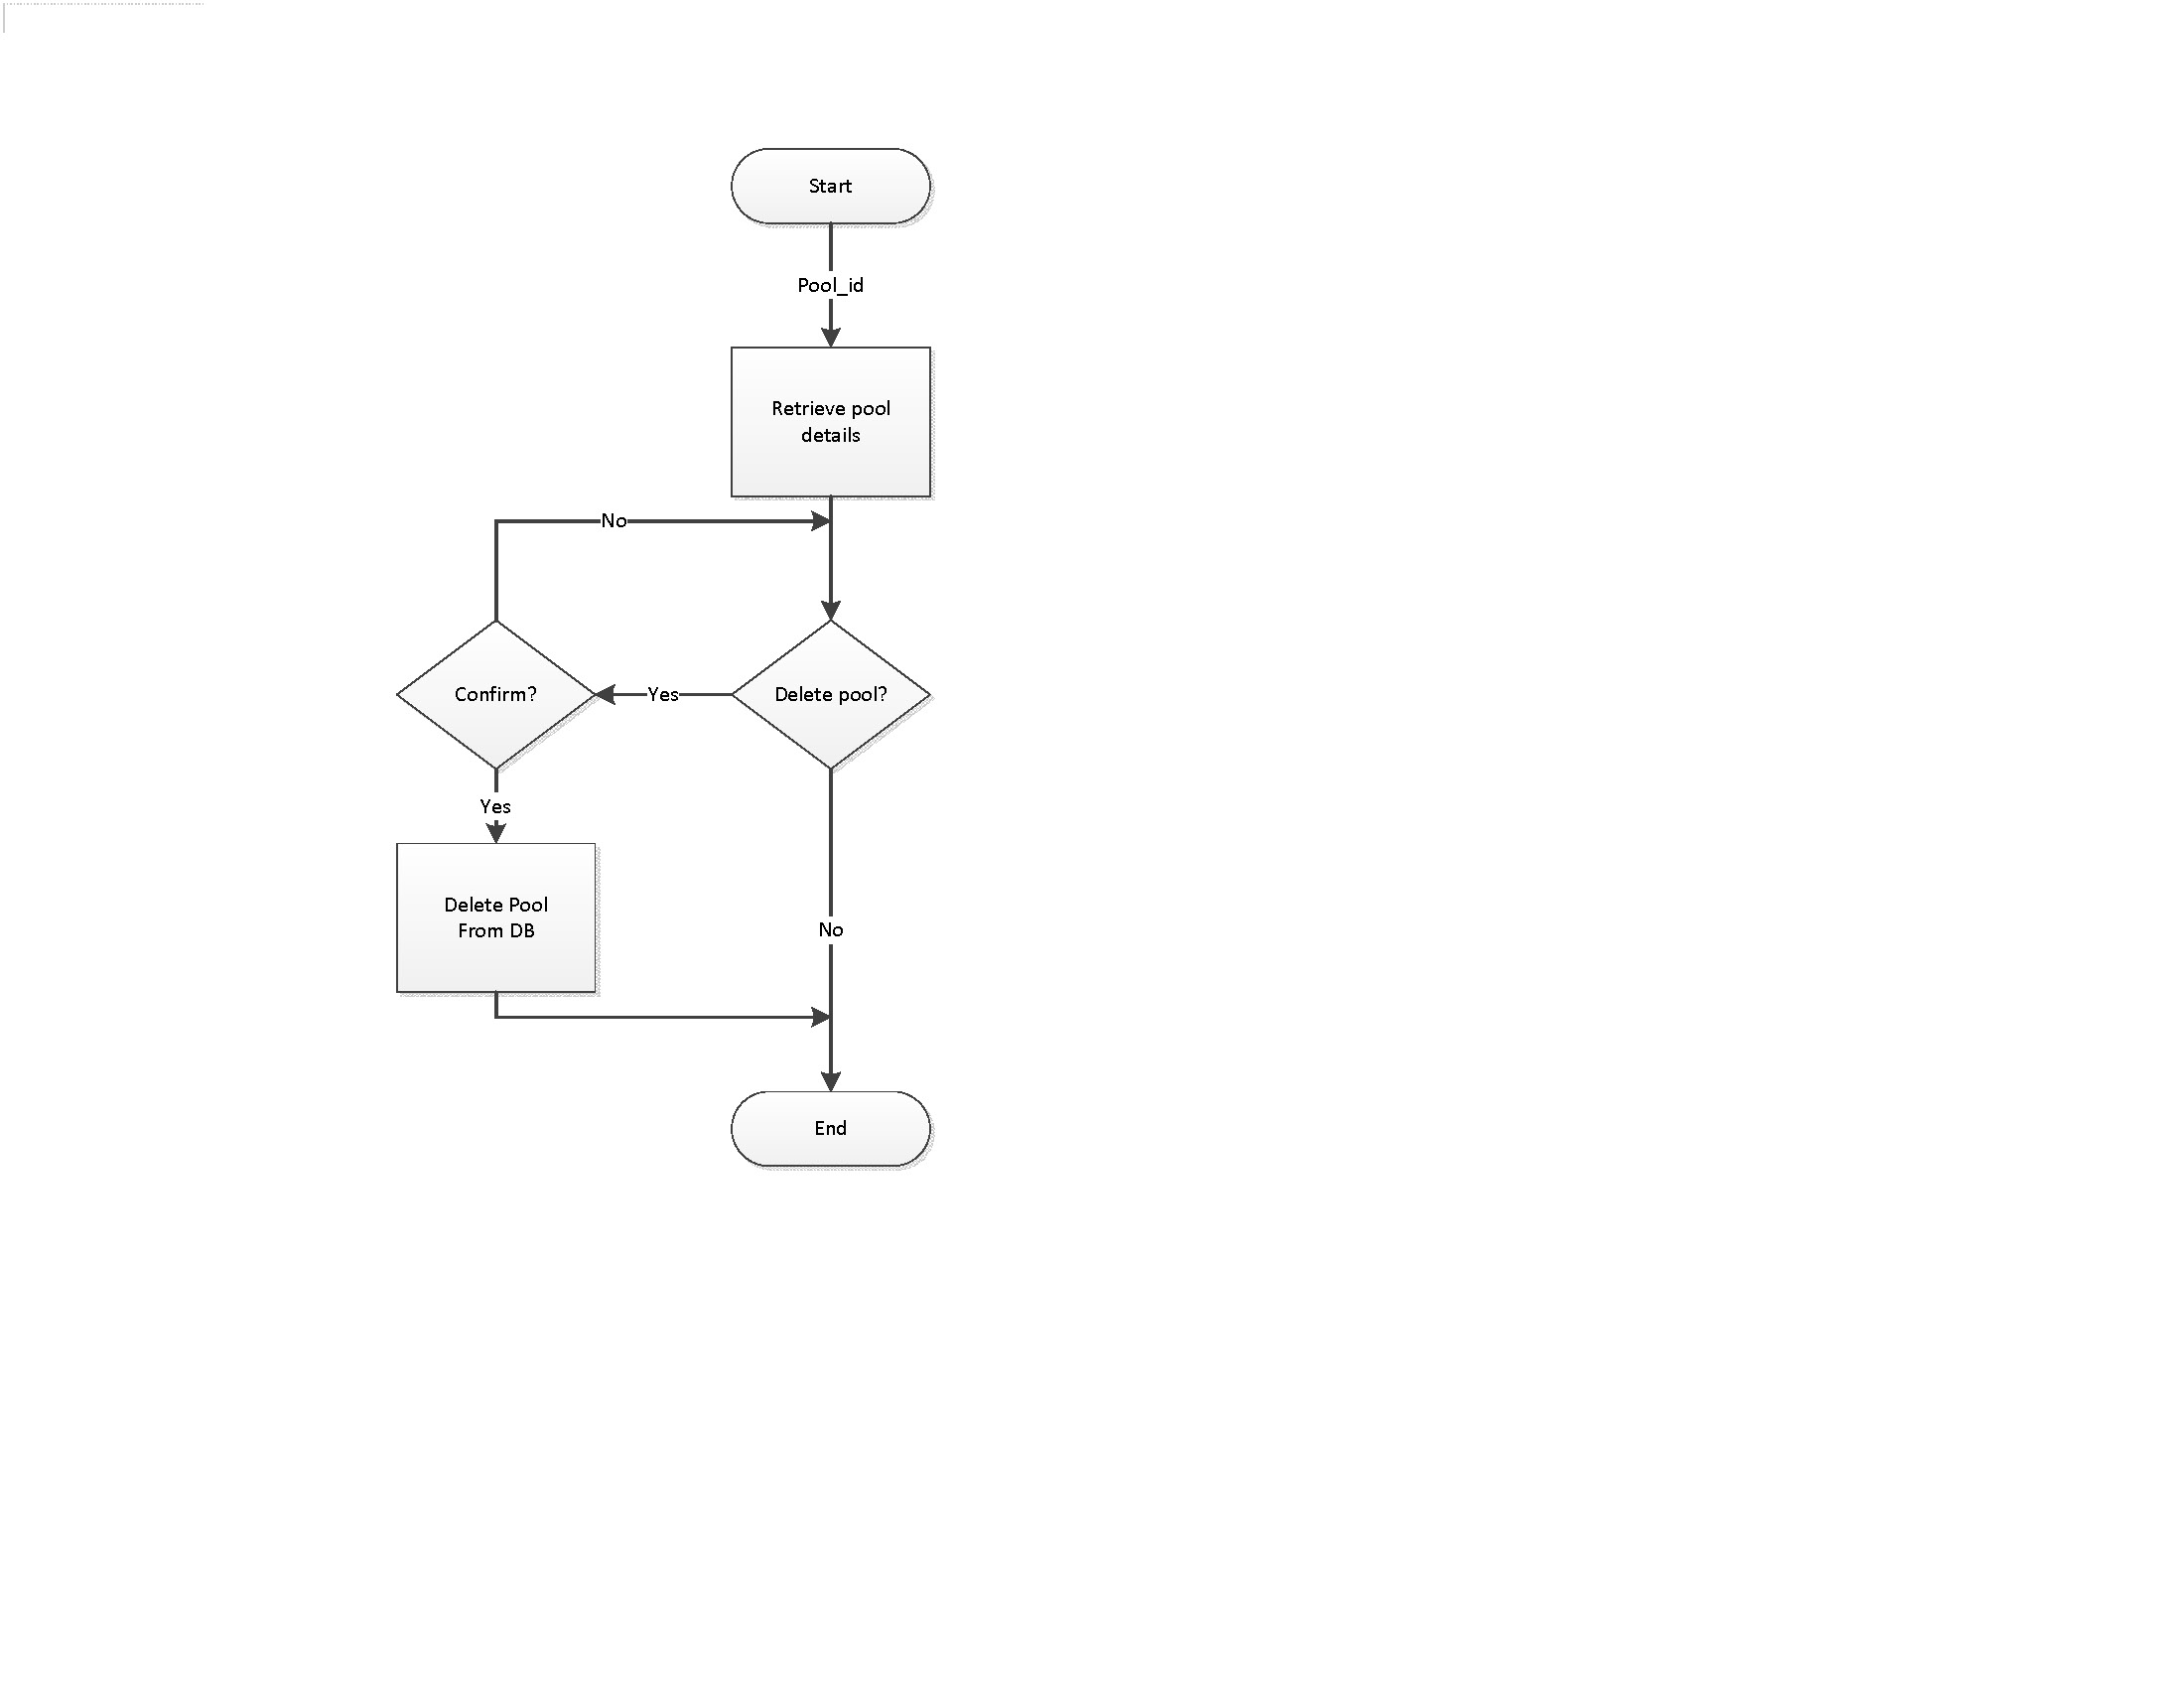 Start
Pool_id
Retrieve pool
details
No
Confirm?
Yes
Delete pool?
Yes
Delete Pool
From DB
No
End